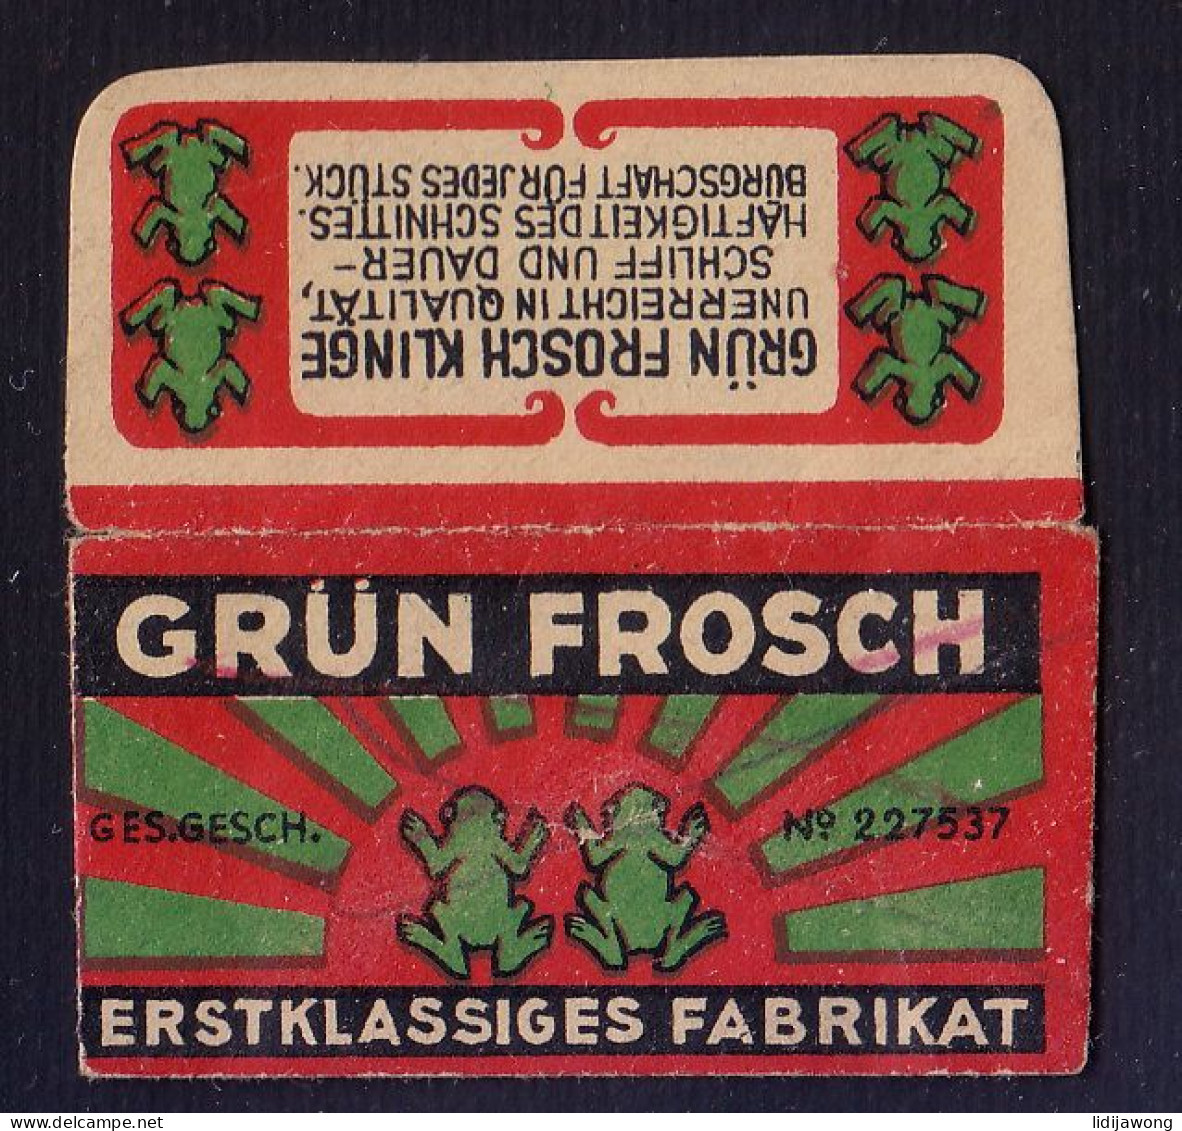 GRÜN FROSCH KLINGE
UNERREICHT IN QUALITÄT,
SCHLIFF UND DAUER-
HAFTIGKEIT DES SCHNITTES.
BÜRGSCHAFT FÜR JEDES STÜCK.
GRÜN FROSCH
GES.GESCH. Nº 227537
ERSTKLASSIGES FABRIKAT
lidijawong